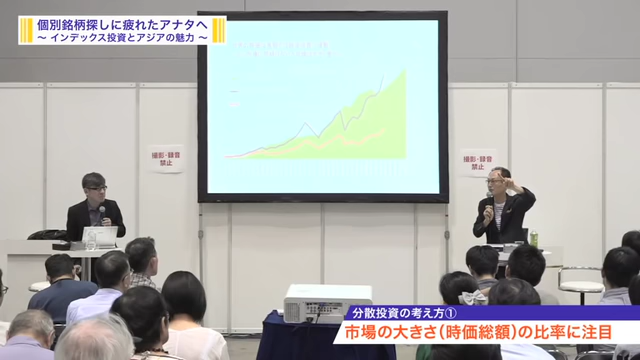 個別銘柄探しに疲れたアナタへ
～ インデックス投資とアジアの魅力 ～
撮影・録音
禁止
撮影・録音
禁止
分散投資の考え方①
市場の大きさ（時価総額）の比率に注目